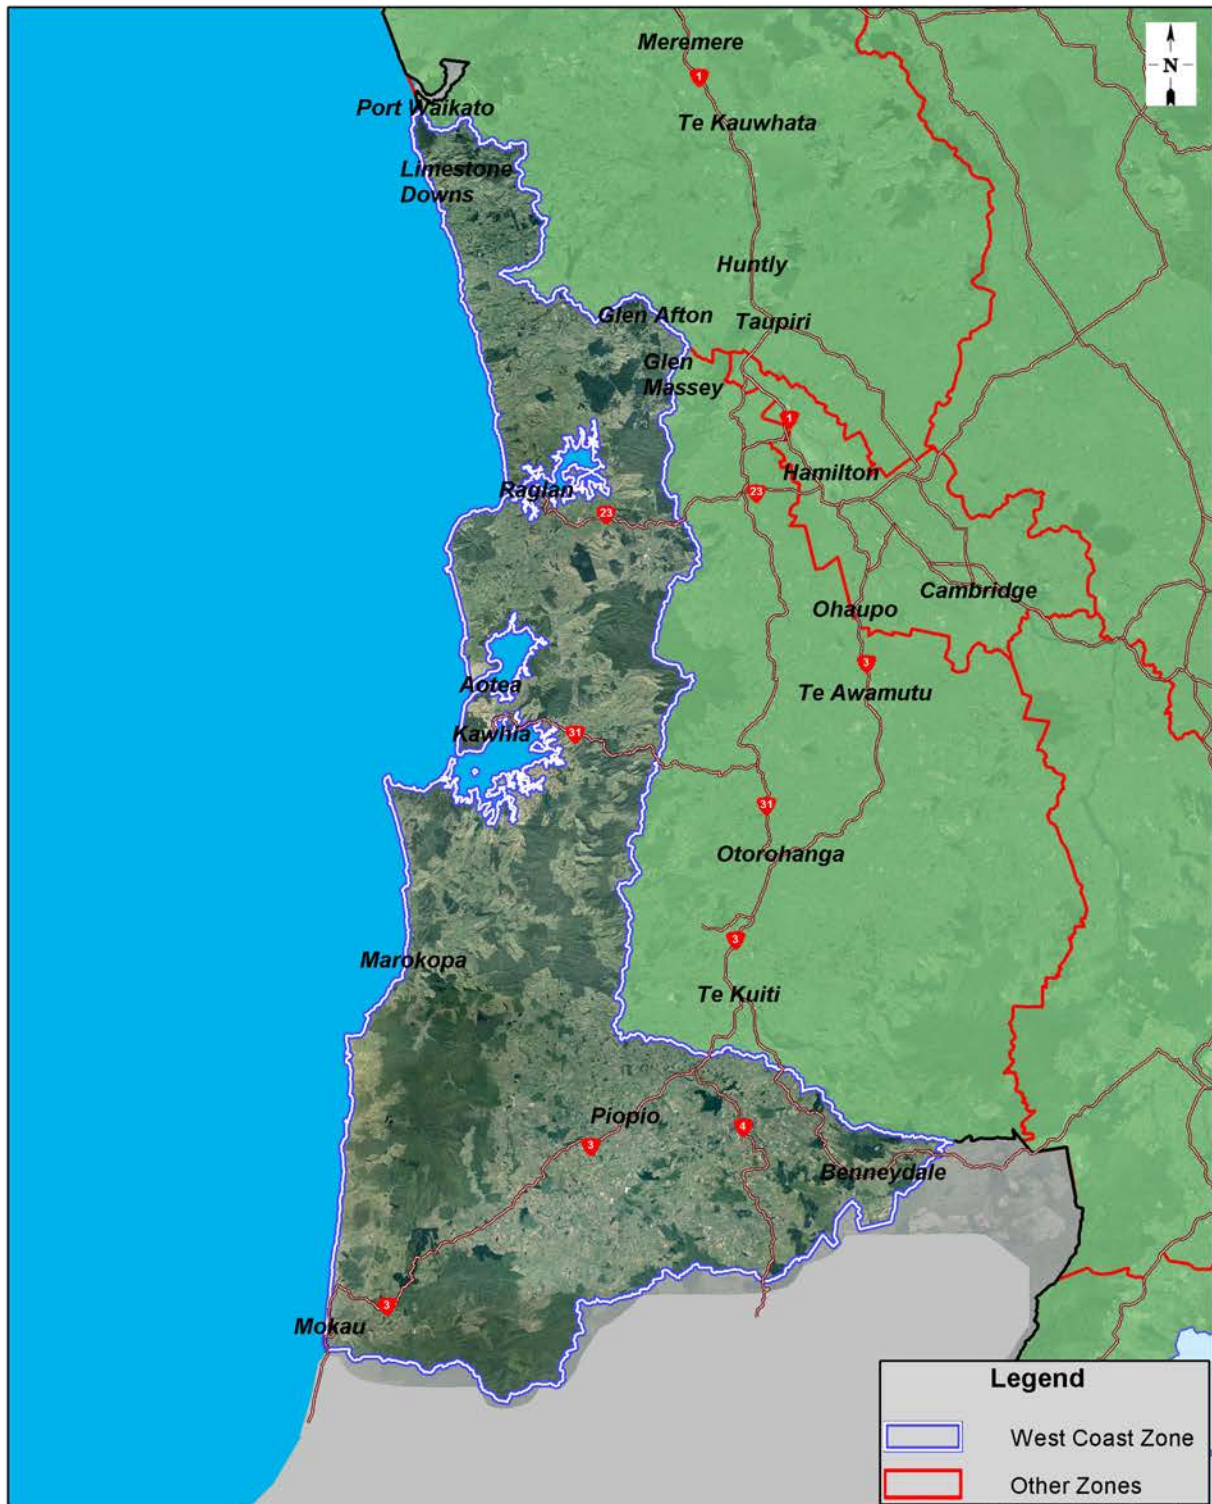 Meremere
N
1
Port Waikato
Te Kauwhata
Limestone
Downs
Huntly
Glen Afton
Taupiri
Glen
Massey
1
Hamilton
Raglan
23
23
Cambridge
Ohaupo
3
Aotea
Te Awamutu
Kawhia
31
31
Otorohanga
3
Marokopa
Te Kuiti
Piopio
4
3
Benneydale
3
Mokau
Legend
West Coast Zone
Other Zones